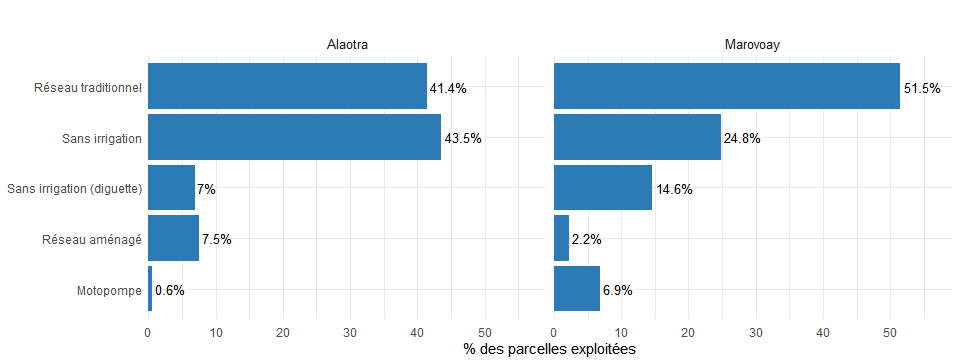 Alaotra
Marovoay
Réseau traditionnel
41.4%
51.5%
Sans irrigation
43.5%
24.8%
Sans irrigation (diguette)
7%
14.6%
Réseau aménagé
7.5%
2.2%
Motopompe
0.6%
6.9%
0 10 20 30 40 50
0 10 20 30 40 50
% des parcelles exploitées